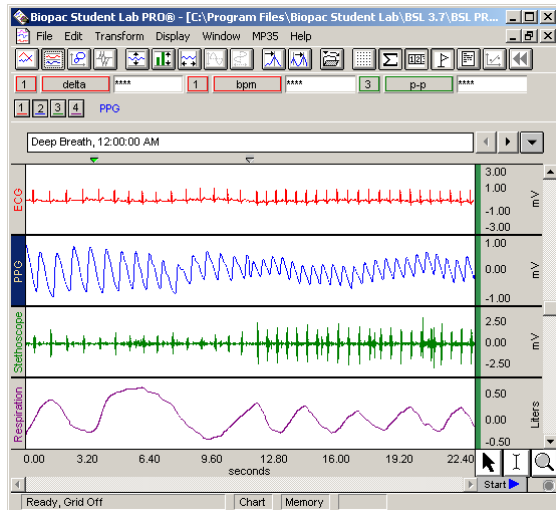 Biopac Student Lab PRO® - [C:\Program Files\Biopac Student Lab\BSL 3.7\BSL PR...
File Edit Transform Display Window MP35 Help
1 delta **** 1 bpm **** 3 p-p ****
1 2 3 4 PPG
Deep Breath, 12:00:00 AM
ECG
3.00
1.00
-1.00
-3.00
mV
PPG
1.00
0.00
-1.00
mV
Stethoscope
2.50
0.00
-2.50
mV
Respiration
0.50
0.00
-0.50
Liters
0.00 3.20 6.40 9.60 12.80 16.00 19.20 22.40
seconds
Start
Ready, Grid Off Chart Memory